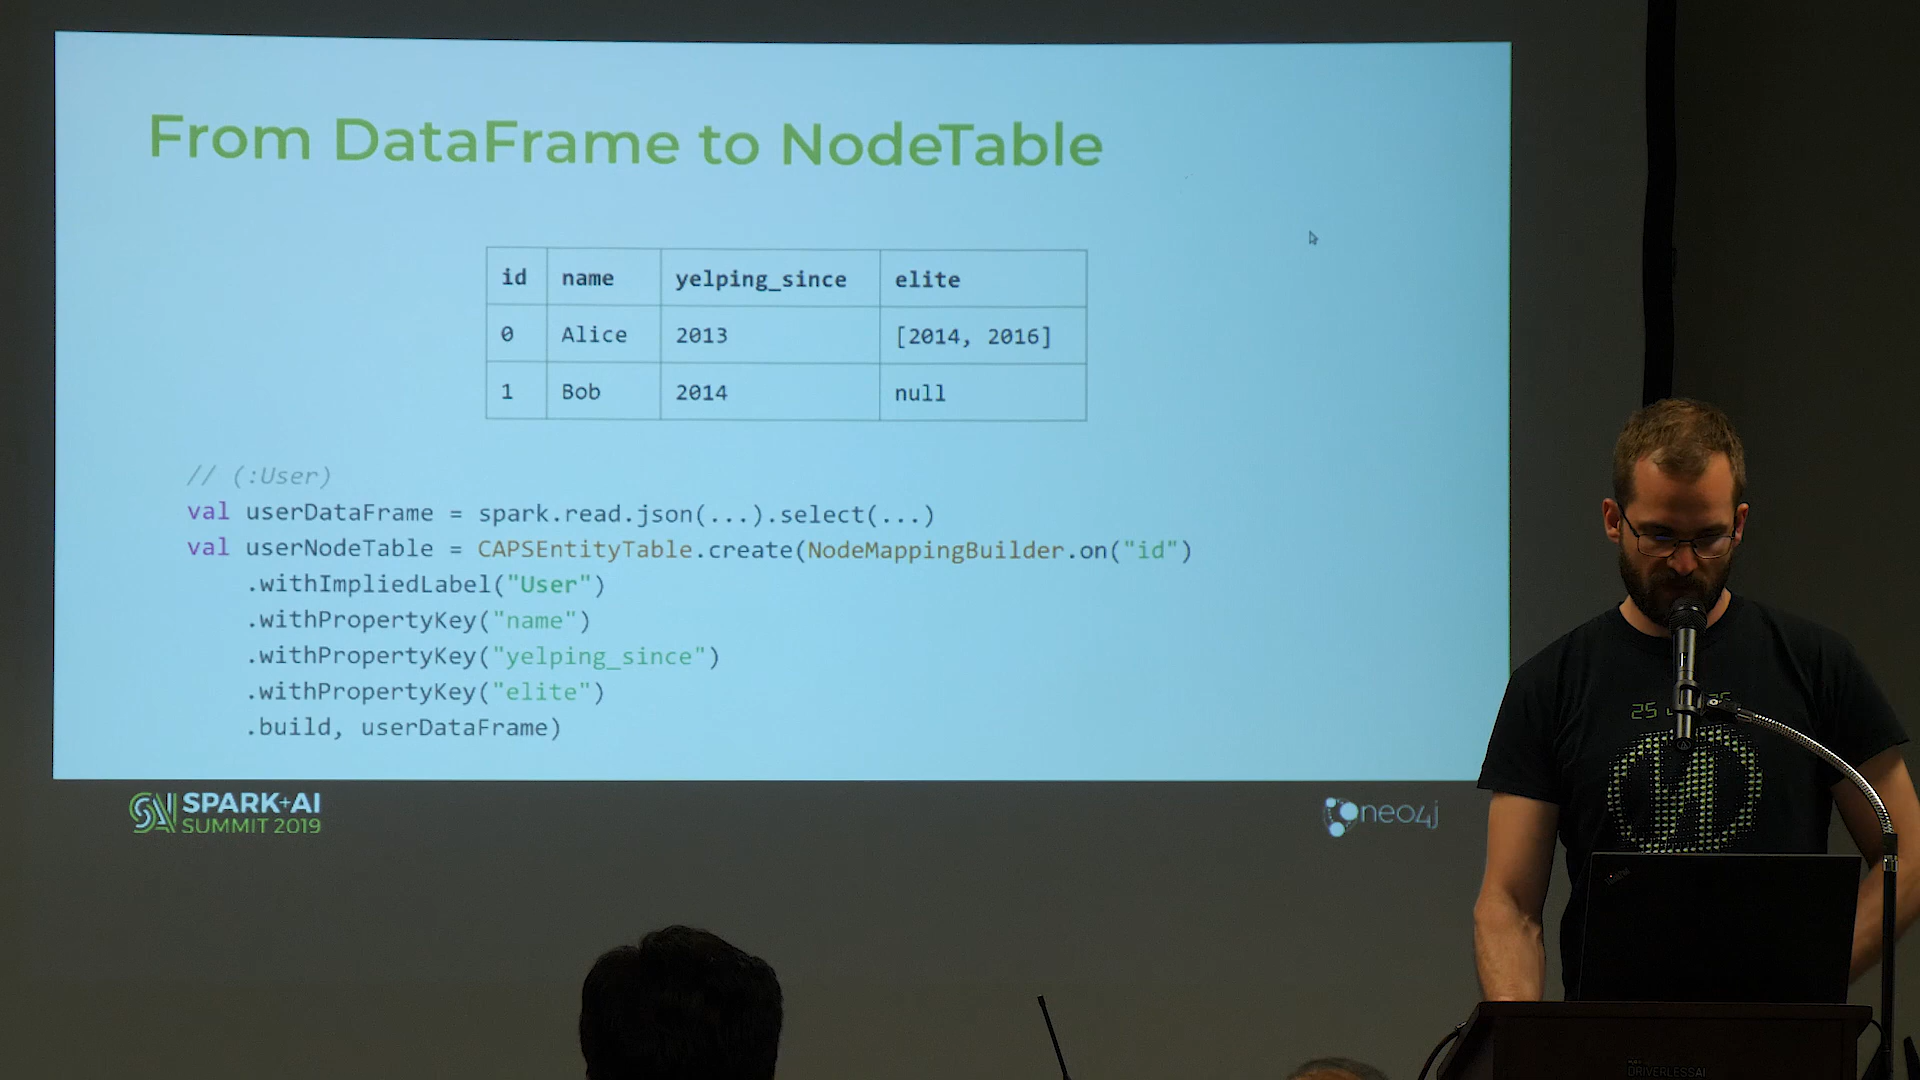 From DataFrame to NodeTable
id name yelping_since elite
0 Alice 2013 [2014, 2016]
1 Bob 2014 null
// (:User)
val userDataFrame = spark.read.json(...).select(...)
val userNodeTable = CAPSEntityTable.create(NodeMappingBuilder.on("id")
.withImpliedLabel("User")
.withPropertyKey("name")
.withPropertyKey("yelping_since")
.withPropertyKey("elite")
.build, userDataFrame)
SPARK+AI
SUMMIT 2019
neo4j
25
DRIVERLESSAI